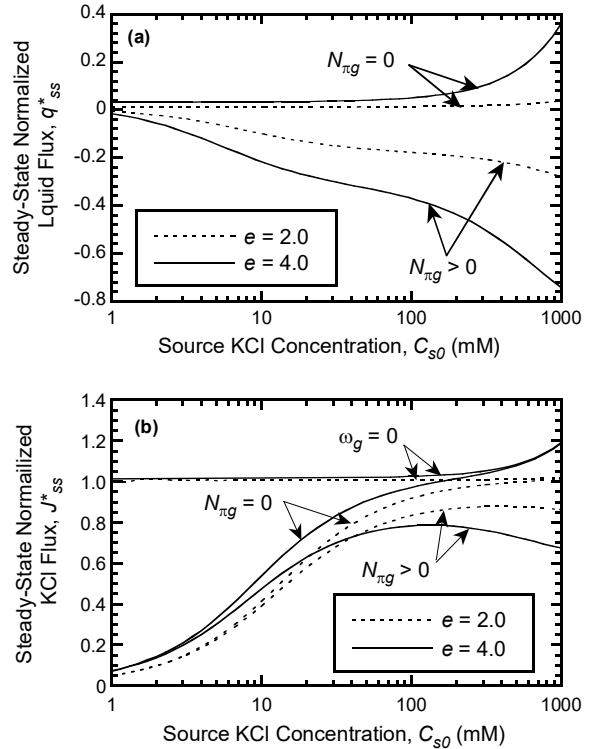 0.4
0.2
0
-0.2
-0.4
-0.6
-0.8
Steady-State Normalized
Lquid Flux, q*ss
(a)
Nπg = 0
Nπg > 0
e = 2.0
e = 4.0
1
10
100
1000
Source KCl Concentration, Cs0 (mM)
1.4
1.2
1.0
0.8
0.6
0.4
0.2
0
Steady-State Normailized
KCl Flux, J*ss
(b)
ωg = 0
Nπg = 0
Nπg > 0
e = 2.0
e = 4.0
1
10
100
1000
Source KCl Concentration, Cs0 (mM)